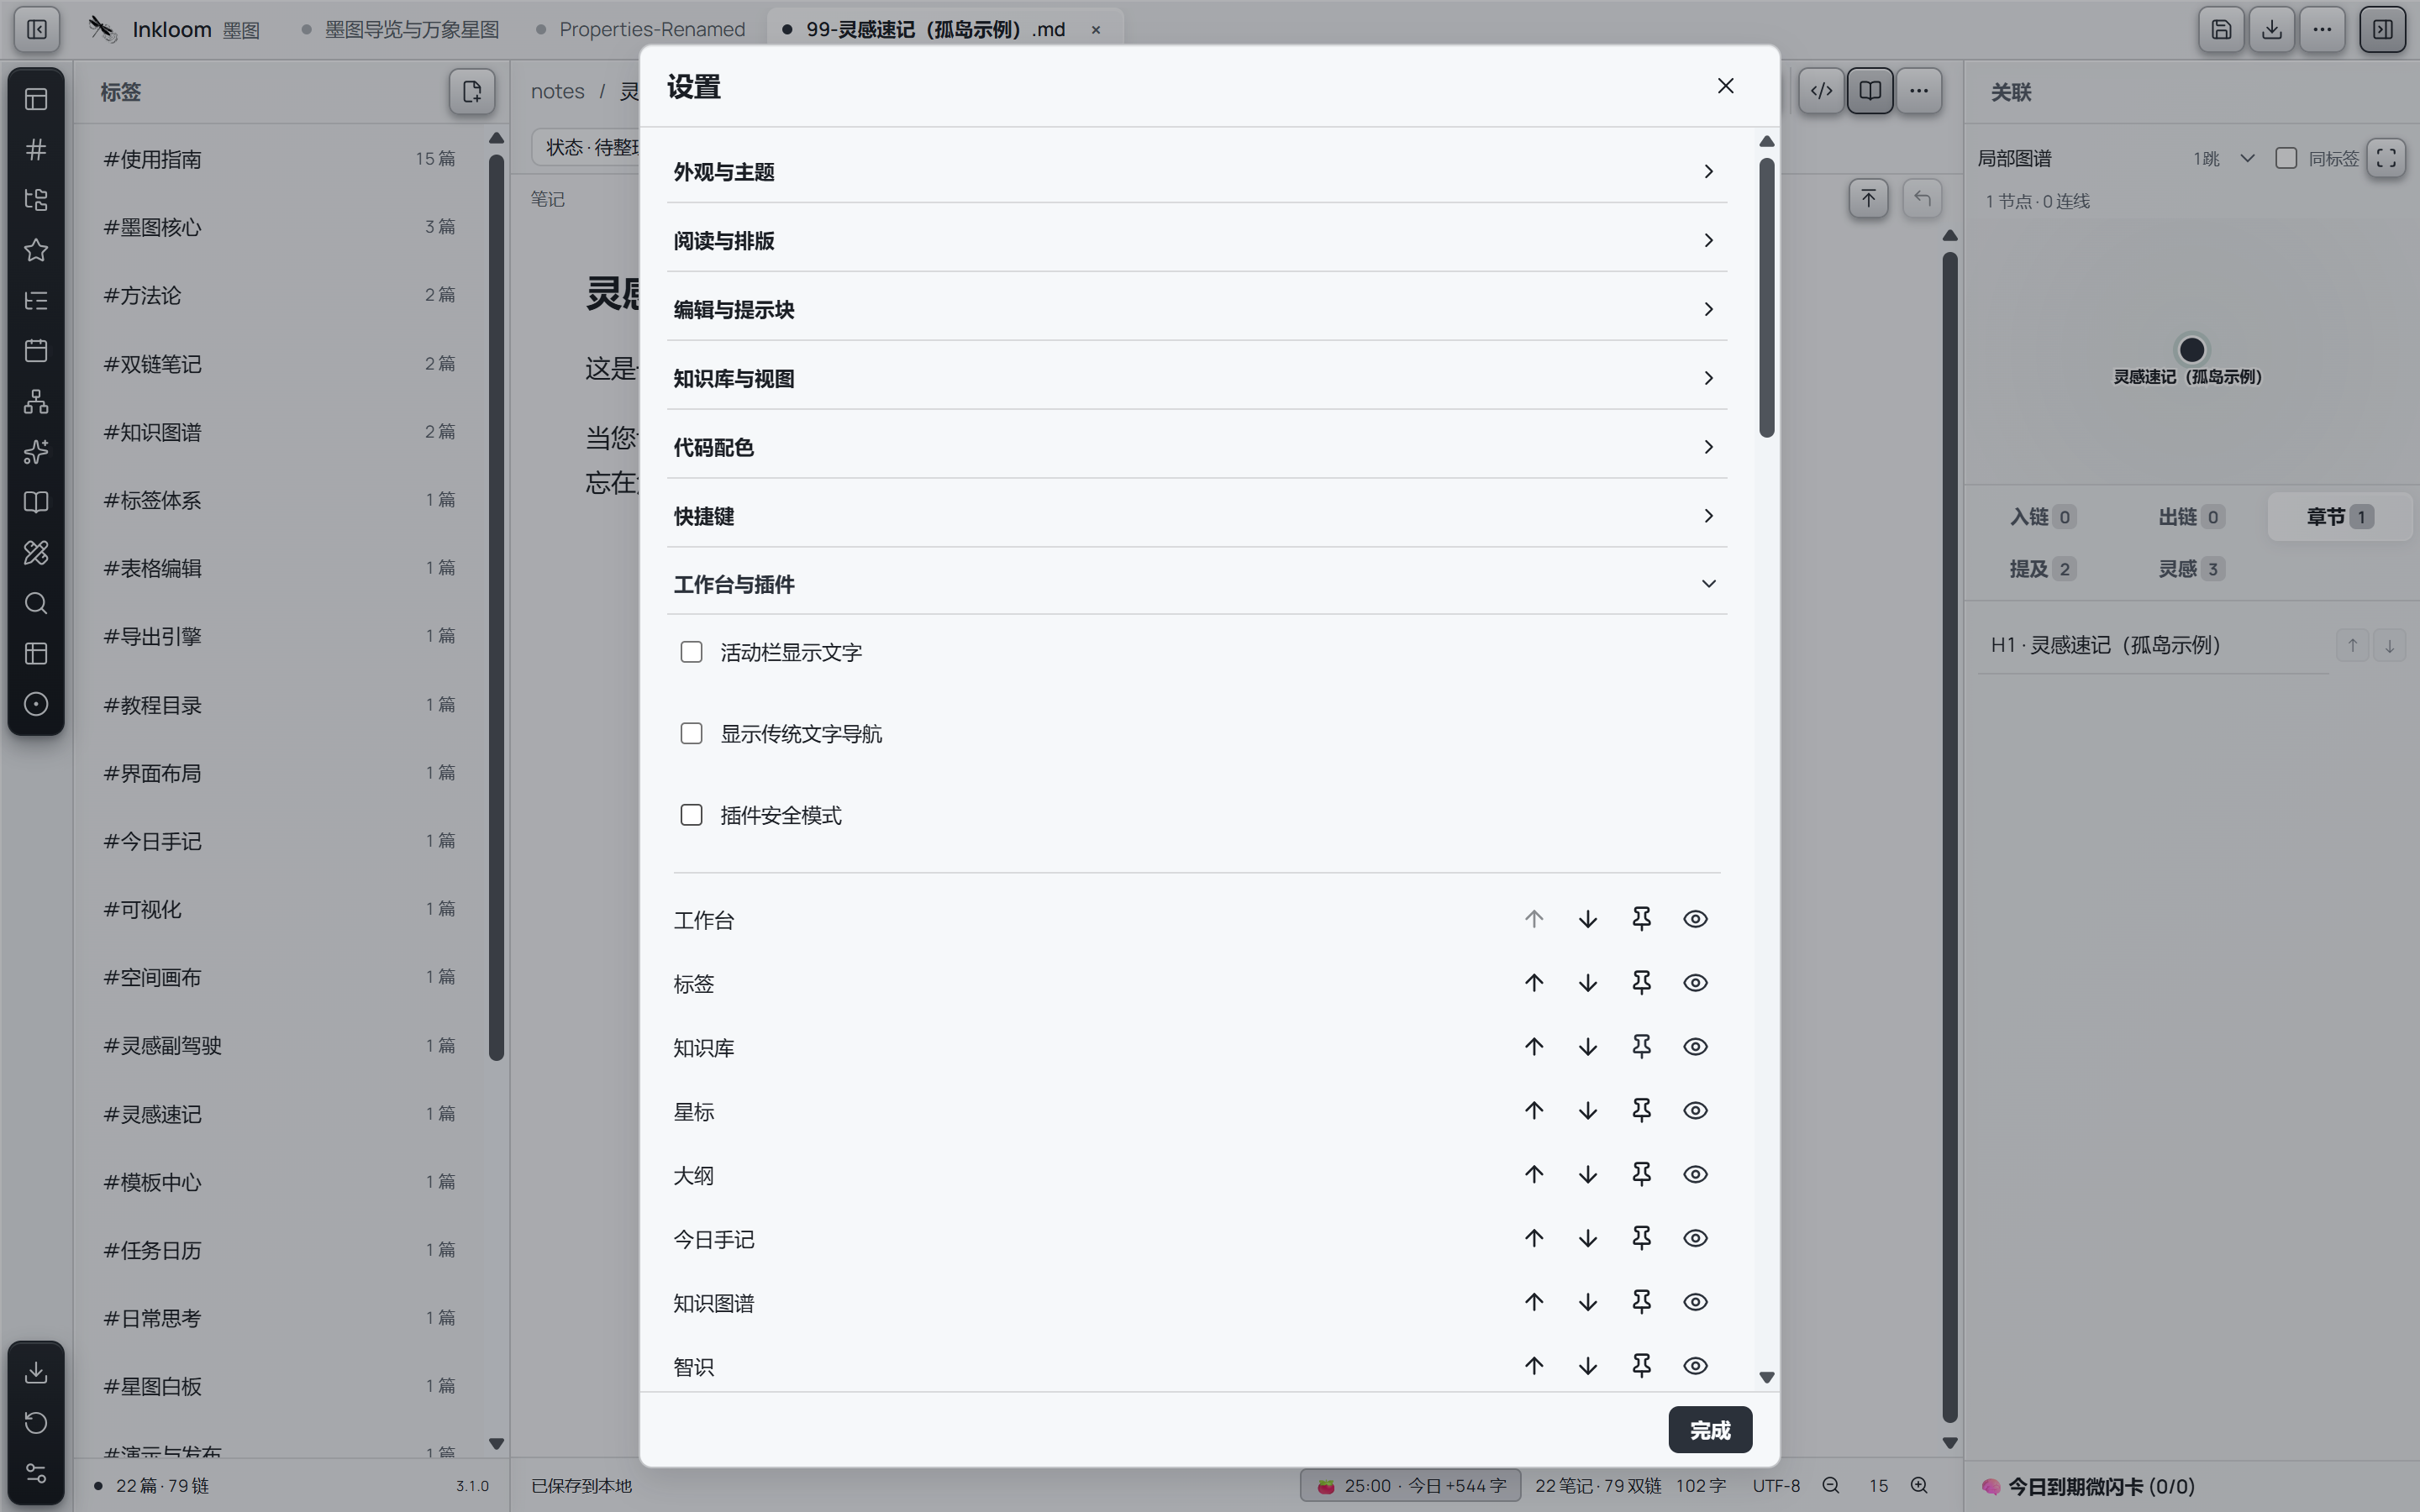 Inkloom 墨图
墨图导览与万象星图
Properties-Renamed
99-灵感速记（孤岛示例）.md ×
标签
#使用指南 15 篇
#墨图核心 3 篇
#方法论 2 篇
#双链笔记 2 篇
#知识图谱 2 篇
#标签体系 1 篇
#表格编辑 1 篇
#导出引擎 1 篇
#教程目录 1 篇
#界面布局 1 篇
#今日手记 1 篇
#可视化 1 篇
#空间画布 1 篇
#灵感副驾驶 1 篇
#灵感速记 1 篇
#模板中心 1 篇
#任务日历 1 篇
#日常思考 1 篇
#星图白板 1 篇
#演示与发布 1 篇
22 篇 · 79 链 3.1.0
notes / 灵
状态 · 待整理
笔记
灵感
这是
当您
忘在
已保存到本地
设置
外观与主题
阅读与排版
编辑与提示块
知识库与视图
代码配色
快捷键
工作台与插件
活动栏显示文字
显示传统文字导航
插件安全模式
工作台
标签
知识库
星标
大纲
今日手记
知识图谱
智识
完成
25:00 · 今日 +544 字
22 笔记 · 79 双链
102 字
UTF-8
15
关联
局部图谱 1跳 同标签
1 节点 · 0 连线
灵感速记（孤岛示例）
入链 0 出链 0 章节 1
提及 2 灵感 3
H1 · 灵感速记（孤岛示例） ↑ ↓
今日到期微闪卡 (0/0)